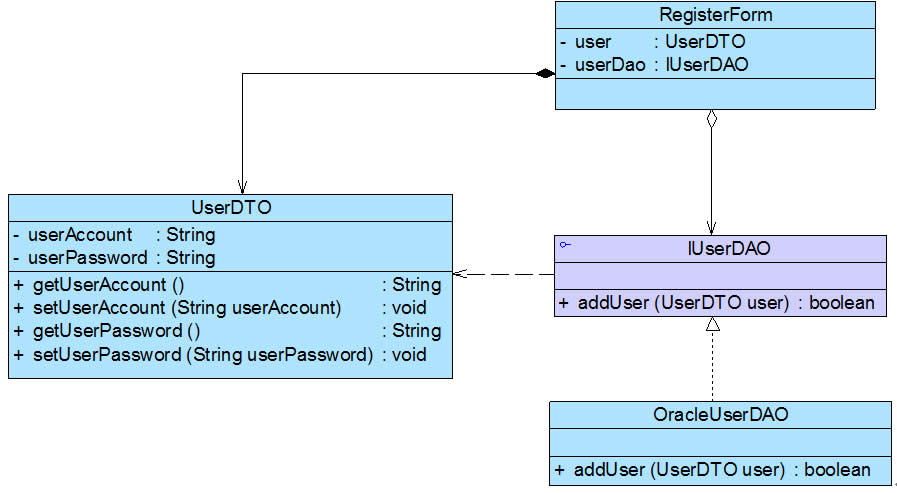 RegisterForm
- user : UserDTO
- userDao : IUserDAO
UserDTO
- userAccount : String
- userPassword : String
+ getUserAccount () : String
+ setUserAccount (String userAccount) : void
+ getUserPassword () : String
+ setUserPassword (String userPassword) : void
IUserDAO
+ addUser (UserDTO user) : boolean
OracleUserDAO
+ addUser (UserDTO user) : boolean